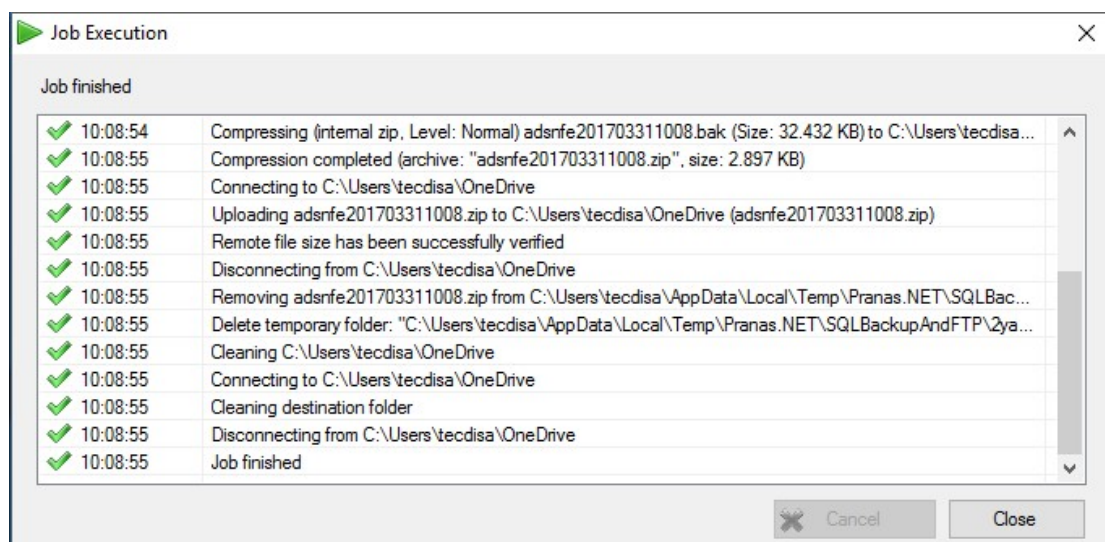 Job Execution
Job finished
10:08:54 Compressing (internal zip, Level: Normal) adsnfe201703311008.bak (Size: 32.432 KB) to C:\Users\tecdisa...
10:08:55 Compression completed (archive: "adsnfe201703311008.zip", size: 2.897 KB)
10:08:55 Connecting to C:\Users\tecdisa\OneDrive
10:08:55 Uploading adsnfe201703311008.zip to C:\Users\tecdisa\OneDrive (adsnfe201703311008.zip)
10:08:55 Remote file size has been successfully verified
10:08:55 Disconnecting from C:\Users\tecdisa\OneDrive
10:08:55 Removing adsnfe201703311008.zip from C:\Users\tecdisa\AppData\Local\Temp\Pranas.NET\SQLBac...
10:08:55 Delete temporary folder: "C:\Users\tecdisa\AppData\Local\Temp\Pranas.NET\SQLBackupAndFTP\2ya...
10:08:55 Cleaning C:\Users\tecdisa\OneDrive
10:08:55 Connecting to C:\Users\tecdisa\OneDrive
10:08:55 Cleaning destination folder
10:08:55 Disconnecting from C:\Users\tecdisa\OneDrive
10:08:55 Job finished
Cancel Close